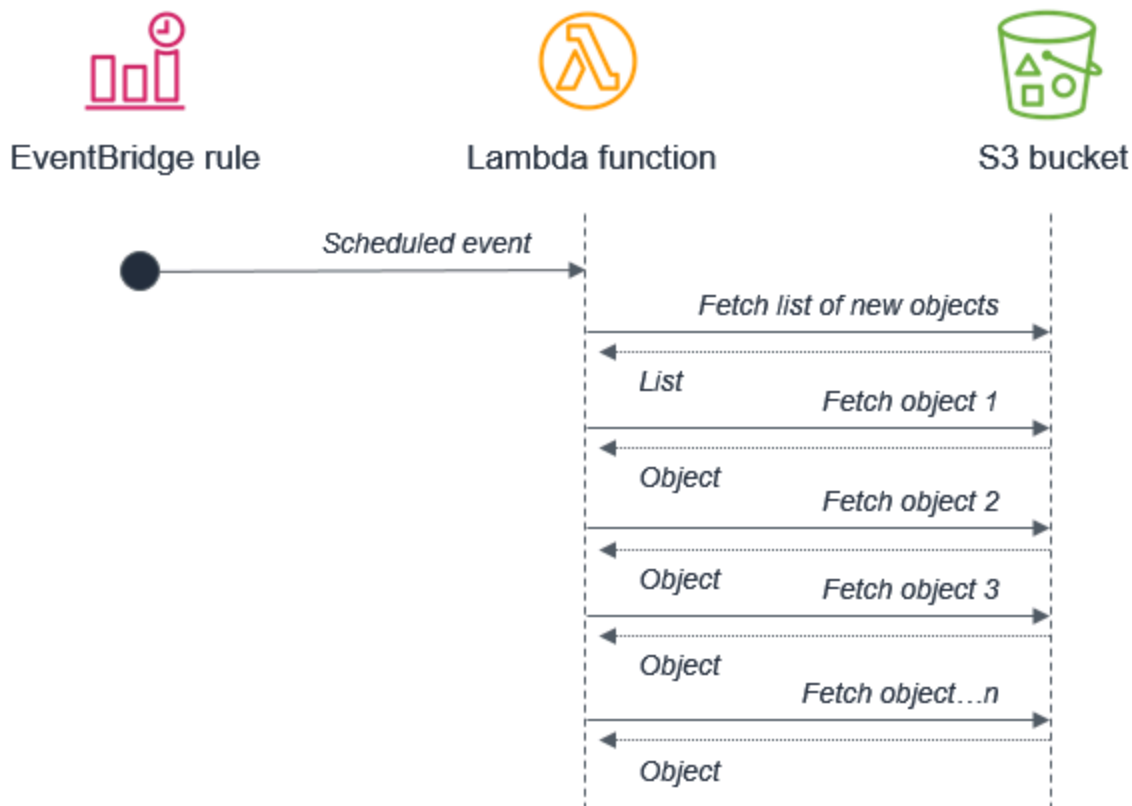 EventBridge rule
Lambda function
S3 bucket
Scheduled event
Fetch list of new objects
List
Fetch object 1
Object
Fetch object 2
Object
Fetch object 3
Object
Fetch object...n
Object